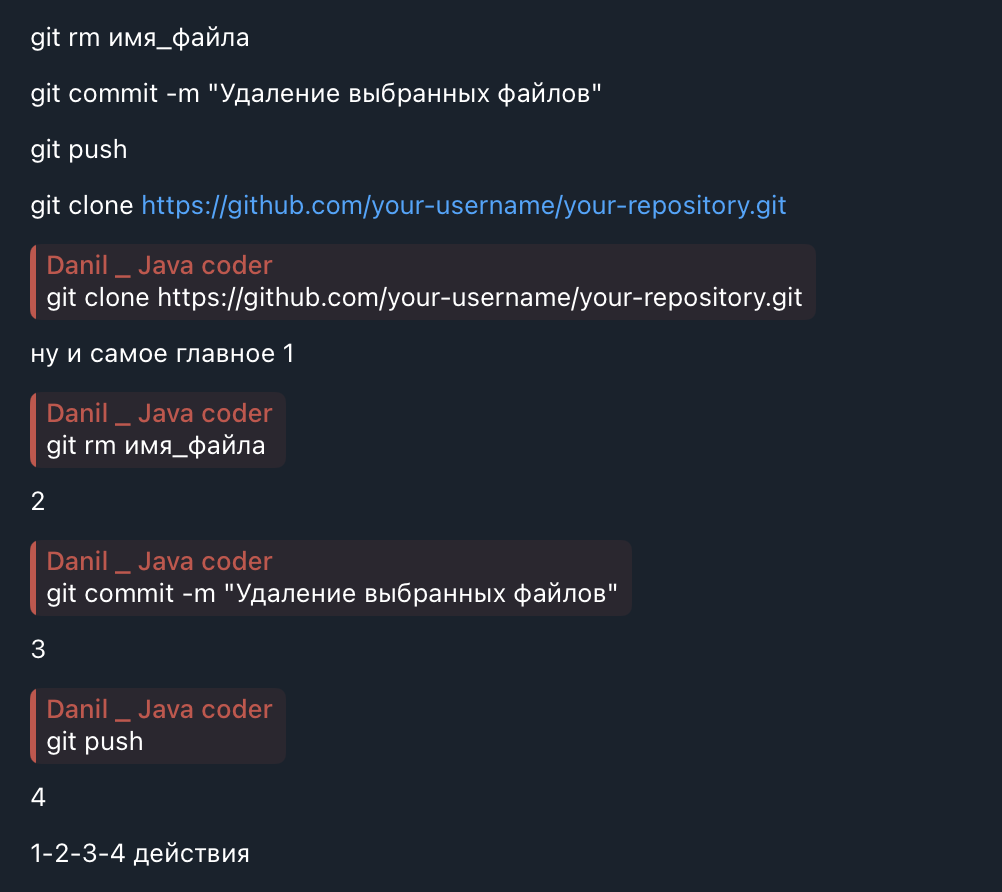 git rm имя_файла
git commit -m "Удаление выбранных файлов"
git push
git clone https://github.com/your-username/your-repository.git
Danil _ Java coder
git clone https://github.com/your-username/your-repository.git
ну и самое главное 1
Danil _ Java coder
git rm имя_файла
2
Danil _ Java coder
git commit -m "Удаление выбранных файлов"
3
Danil _ Java coder
git push
4
1-2-3-4 действия